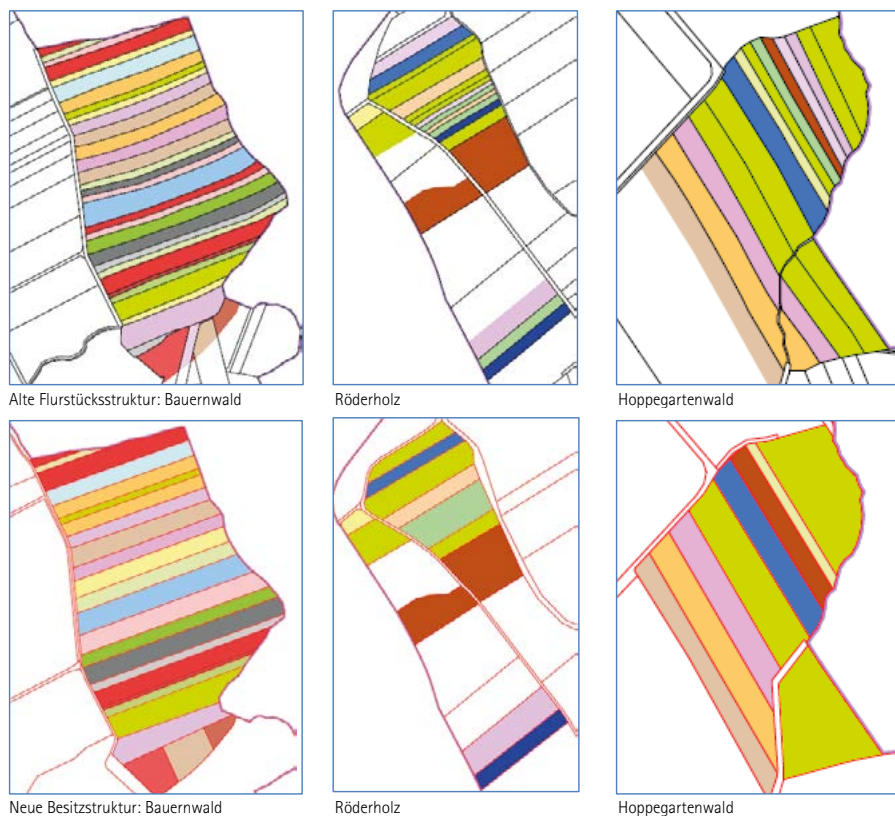 Alte Flurstücksstruktur: Bauernwald
Röderholz
Hoppegartenwald
Neue Besitzstruktur: Bauernwald
Röderholz
Hoppegartenwald